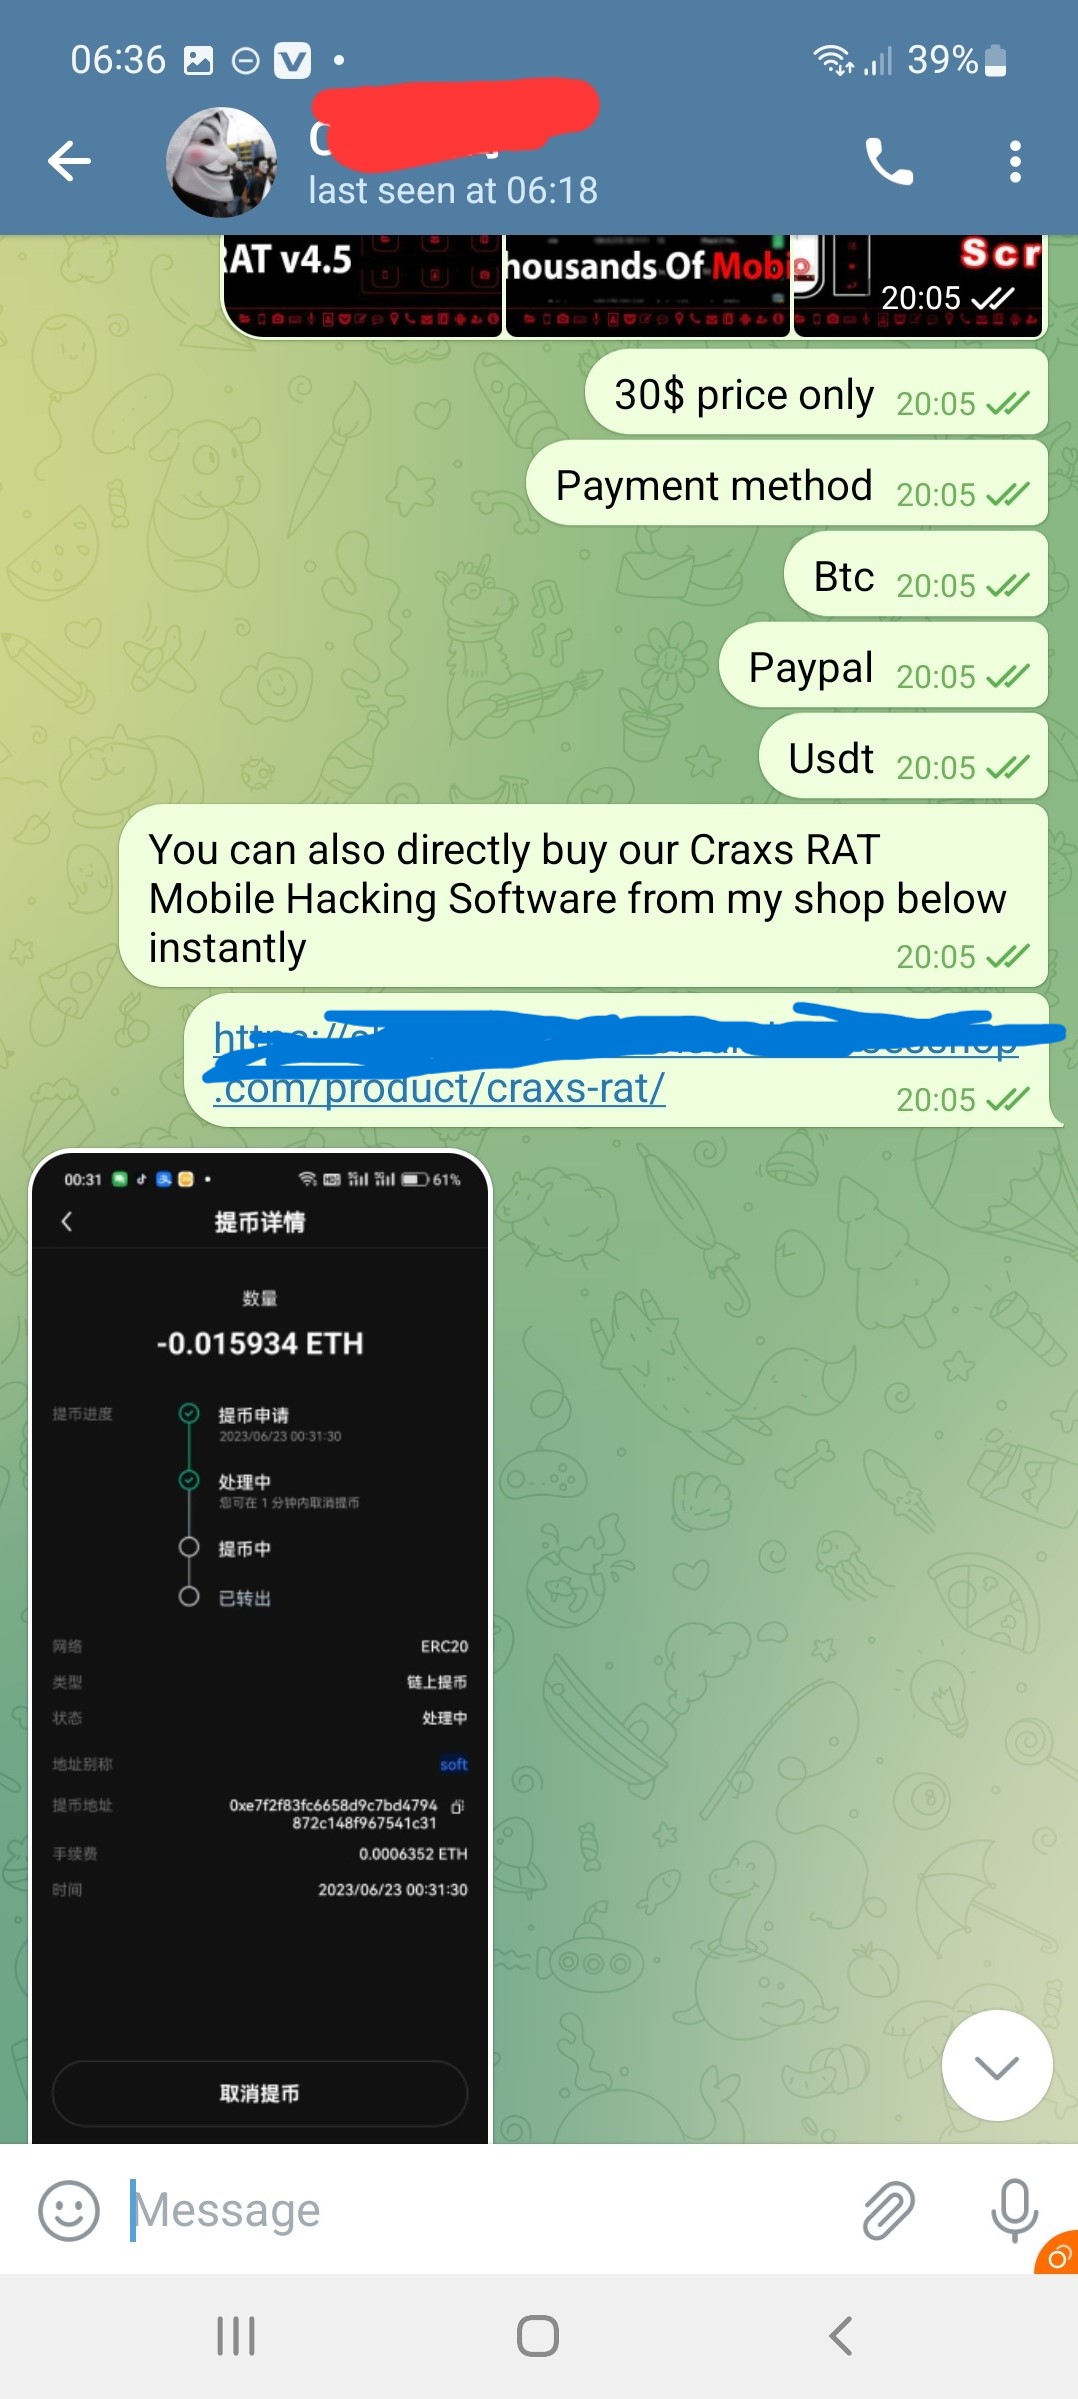 06:36
39%
last seen at 06:18
RAT v4.5
housands Of Mobi
Scr
20:05
30$ price only 20:05
Payment method 20:05
Btc 20:05
Paypal 20:05
Usdt 20:05
You can also directly buy our Craxs RAT
Mobile Hacking Software from my shop below
instantly 20:05
.com/product/craxs-rat/ 20:05
00:31
61%
提币详情
数量
-0.015934 ETH
提币进度
提币申请
2023/06/23 00:31:30
处理中
您可在 1 分钟内取消提币
提币中
已转出
网络 ERC20
类型 链上提币
状态 处理中
地址别称 soft
提币地址 0xe7f2f83fc6658d9c7bd4794
872c148f967541c31
手续费 0.0006352 ETH
时间 2023/06/23 00:31:30
取消提币
Message